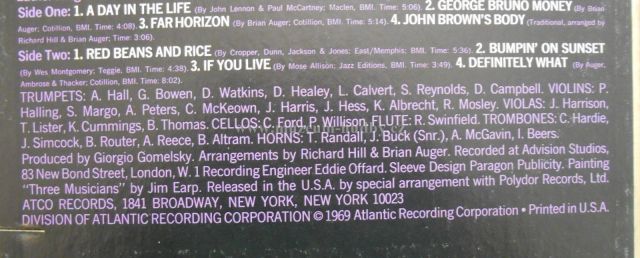 Side One: 1. A DAY IN THE LIFE (By John Lennon & Paul McCartney; Maclen, BMI. Time: 5:06). 2. GEORGE BRUNO MONEY (By Brian
Auger; Cotillion, BMI. Time: 4:08). 3. FAR HORIZON (By Brian Auger; Cotillion, BMI. Time: 5:14). 4. JOHN BROWN'S BODY (Traditional, arranged by
Richard Hill & Brian Auger; Time: 3:06).
Side Two: 1. RED BEANS AND RICE (By Cropper, Dunn, Jackson & Jones; East/Memphis; BMI. Time: 5:36). 2. BUMPIN' ON SUNSET
(By Wes Montgomery; Teggie, BMI. Time: 4:38). 3. IF YOU LIVE (By Mose Allison; Jazz Editions, BMI. Time: 3:49). 4. DEFINITELY WHAT (By Auger,
Ambrose & Thacker; Cotillion, BMI. Time: 8:02).
TRUMPETS: A. Hall, G. Bowen, D. Watkins, D. Healey, L. Calvert, S. Reynolds, D. Campbell. VIOLINS: P.
Halling, S. Margo, A. Peters, C. McKeown, J. Harris, J. Hess, K. Albrecht, R. Mosley. VIOLAS: J. Harrison,
T. Lister, K. Cummings, B. Thomas. CELLOS: C. Ford, P. Willison. FLUTE: R. Swinfield. TROMBONES: C. Hardie,
J. Simcock, B. Router, A. Reece, B. Altram. HORNS: T. Randall, J. Buck (Snr.), A. McGavin, I. Beers.
Produced by Giorgio Gomelsky. Arrangements by Richard Hill & Brian Auger. Recorded at Advision Studios,
83 New Bond Street, London, W. 1 Recording Engineer Eddie Offard. Sleeve Design Paragon Publicity. Painting
"Three Musicians" by Jim Earp. Released in the U.S.A. by special arrangement with Polydor Records, Ltd.
ATCO RECORDS, 1841 BROADWAY, NEW YORK, NEW YORK 10023
DIVISION OF ATLANTIC RECORDING CORPORATION © 1969 Atlantic Recording Corporation • Printed in U.S.A.